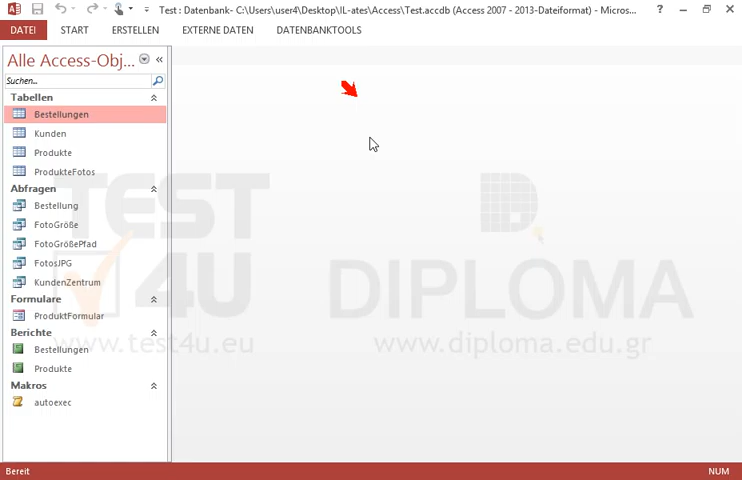 Test : Datenbank- C:\Users\user4\Desktop\IL-ates\Access\Test.accdb (Access 2007 - 2013-Dateiformat) - Micros...
DATEI START ERSTELLEN EXTERNE DATEN DATENBANKTOOLS
Alle Access-Obj...
Suchen...
Tabellen
Bestellungen
Kunden
Produkte
ProdukteFotos
Abfragen
Bestellung
FotoGröße
FotoGrößePfad
FotosJPG
KundenZentrum
Formulare
ProduktFormular
Berichte
Bestellungen
Produkte
Makros
autoexec
TEST
4U
www.test4u.eu
D
DIPLOMA
www.diploma.edu.gr
Bereit NUM